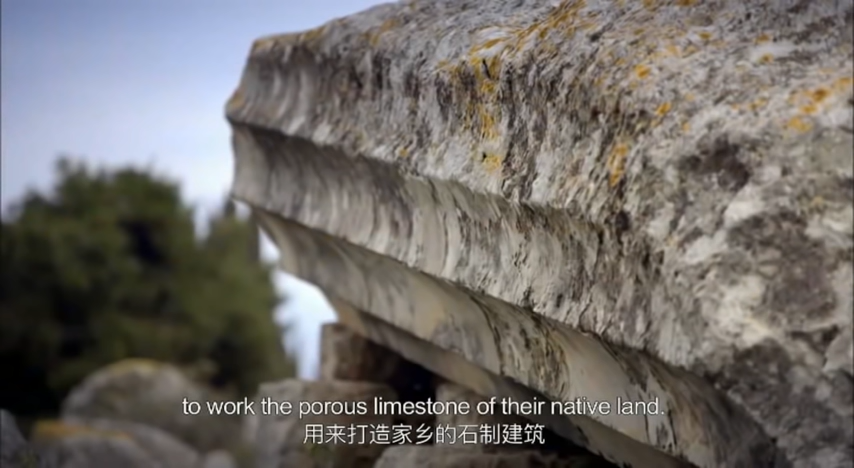 to work the porous limestone of their native land.
用来打造家乡的石制建筑